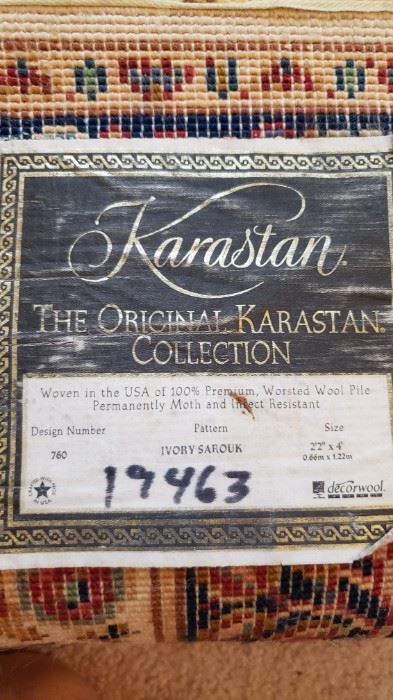 Karastan®
THE ORIGINAL KARASTAN®
COLLECTION
Woven in the USA of 100% Premium, Worsted Wool Pile
Permanently Moth and Insect Resistant
Design Number Pattern Size
760 IVORY SAROUK 2'2" x 4'
0.66m x 1.22m
19463
decorwool